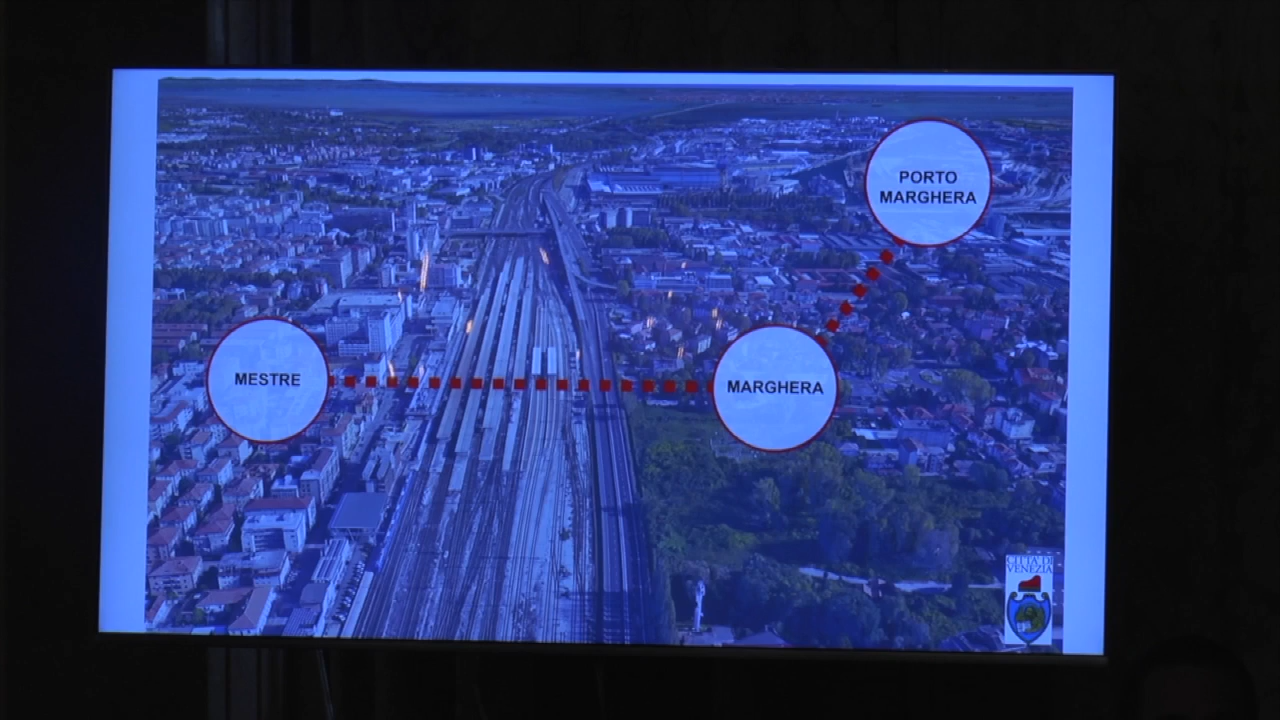 PORTO
MARGHERA
MESTRE
MARGHERA
CITTÀ DI
VENEZIA